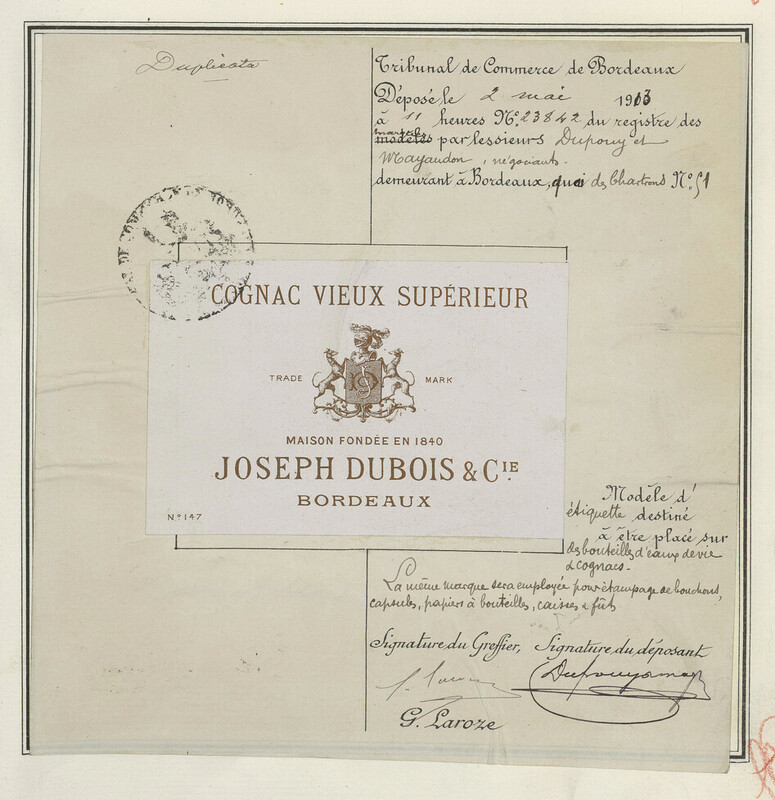 Duplicata
Tribunal de Commerce de Bordeaux
Déposé le 2 mai 1913
à 11 heures N° 23842 du registre des
marques
modèles par les sieurs Dupouy et
Mayaudon, négociants.
demeurant à Bordeaux, quai des Chartrons N° 51
COGNAC VIEUX SUPÉRIEUR
TRADE MARK
MAISON FONDÉE EN 1840
JOSEPH DUBOIS & CIE
BORDEAUX
N° 147
Modèle d'
étiquette destiné
à être placé sur
des bouteilles d'eaux de vie
& cognacs.
La même marque sera employée pour étampage de bouchons,
capsules, papiers à bouteilles, caisses & fûts
Signature du Greffier, Signature du déposant
G. Laroze